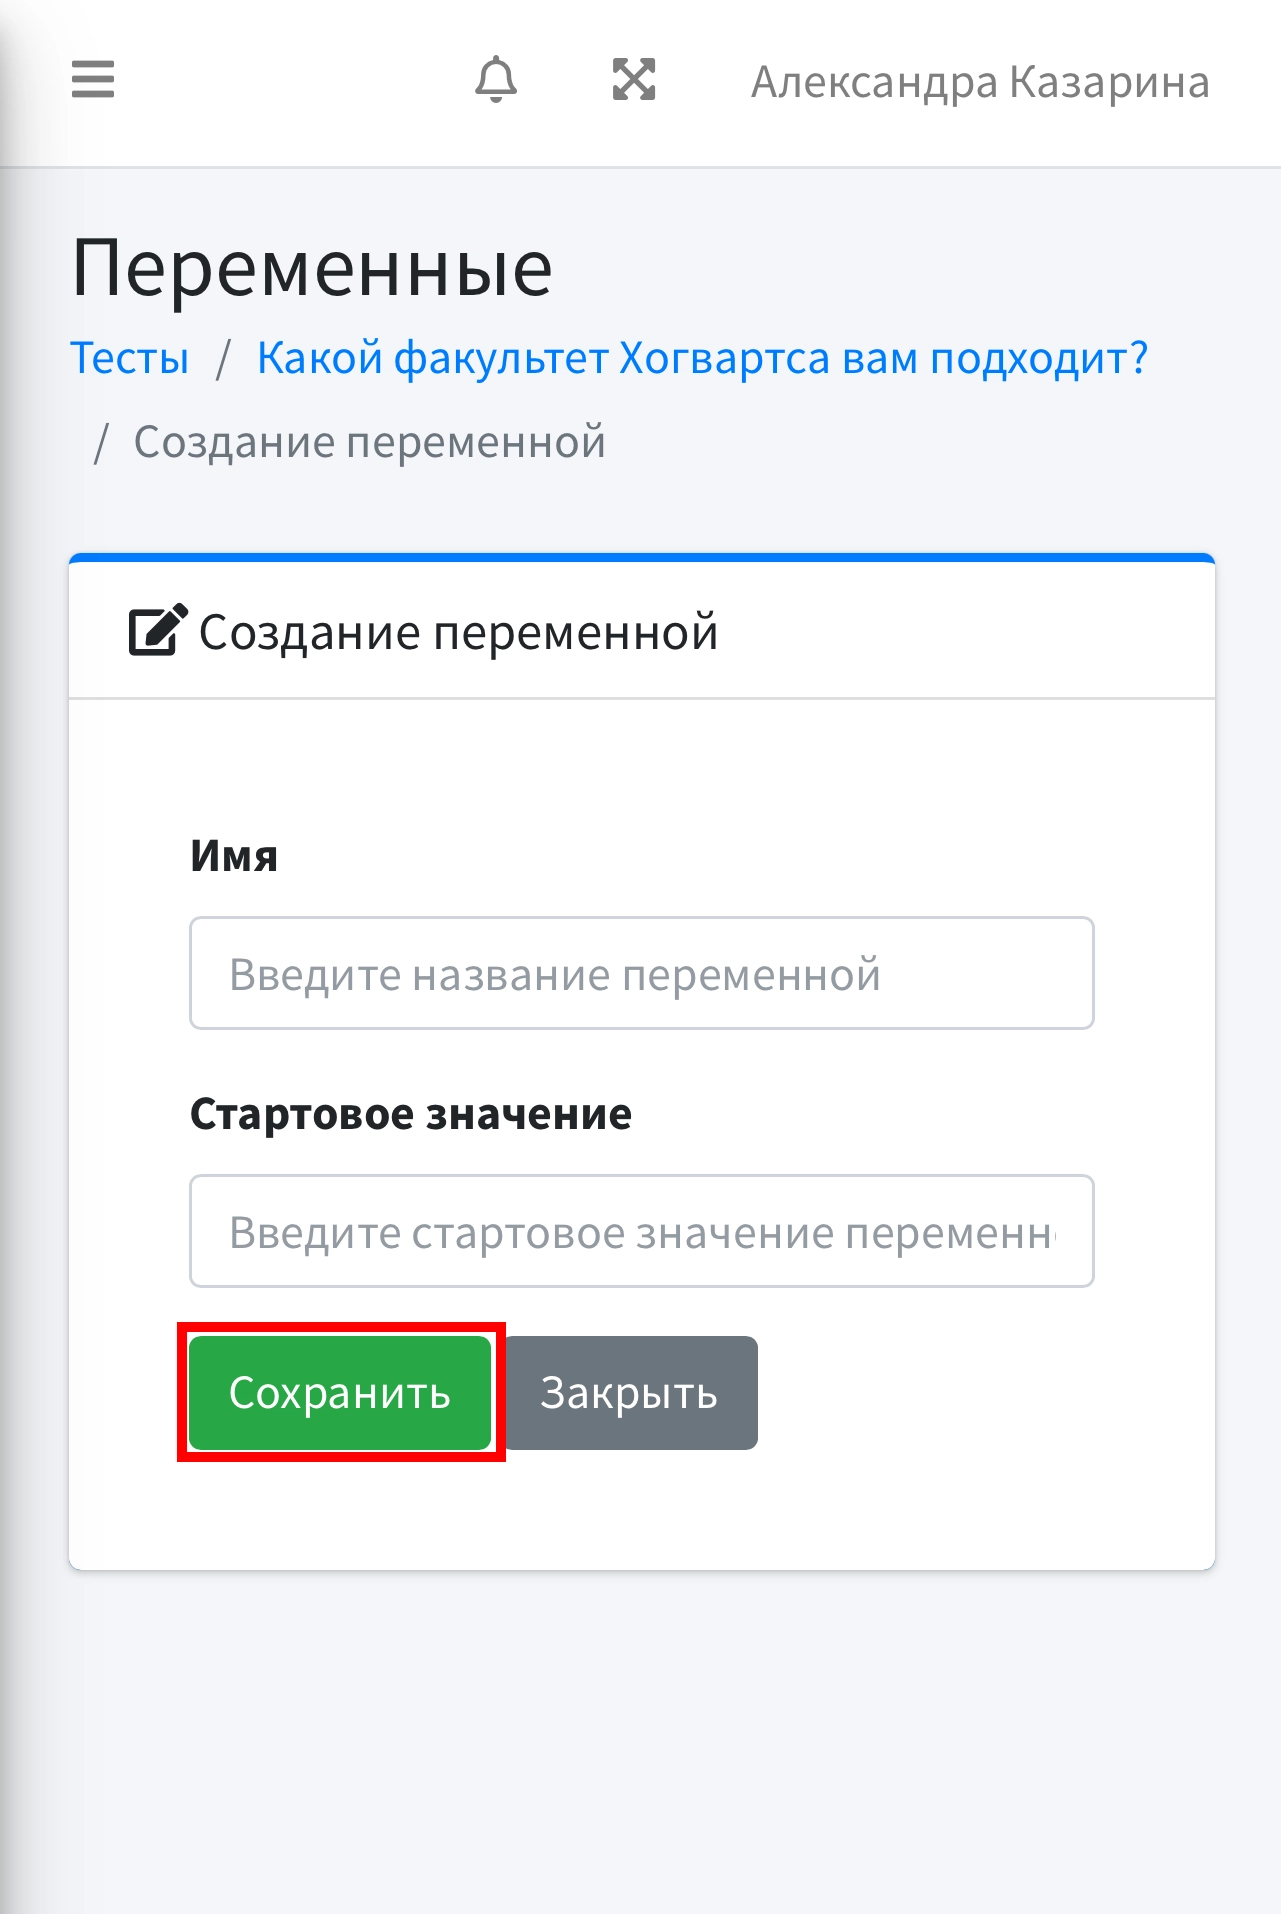 Александра Казарина
Переменные
Тесты / Какой факультет Хогвартса вам подходит?
/ Создание переменной
Создание переменной
Имя
Введите название переменной
Стартовое значение
Введите стартовое значение переменн
Сохранить Закрыть